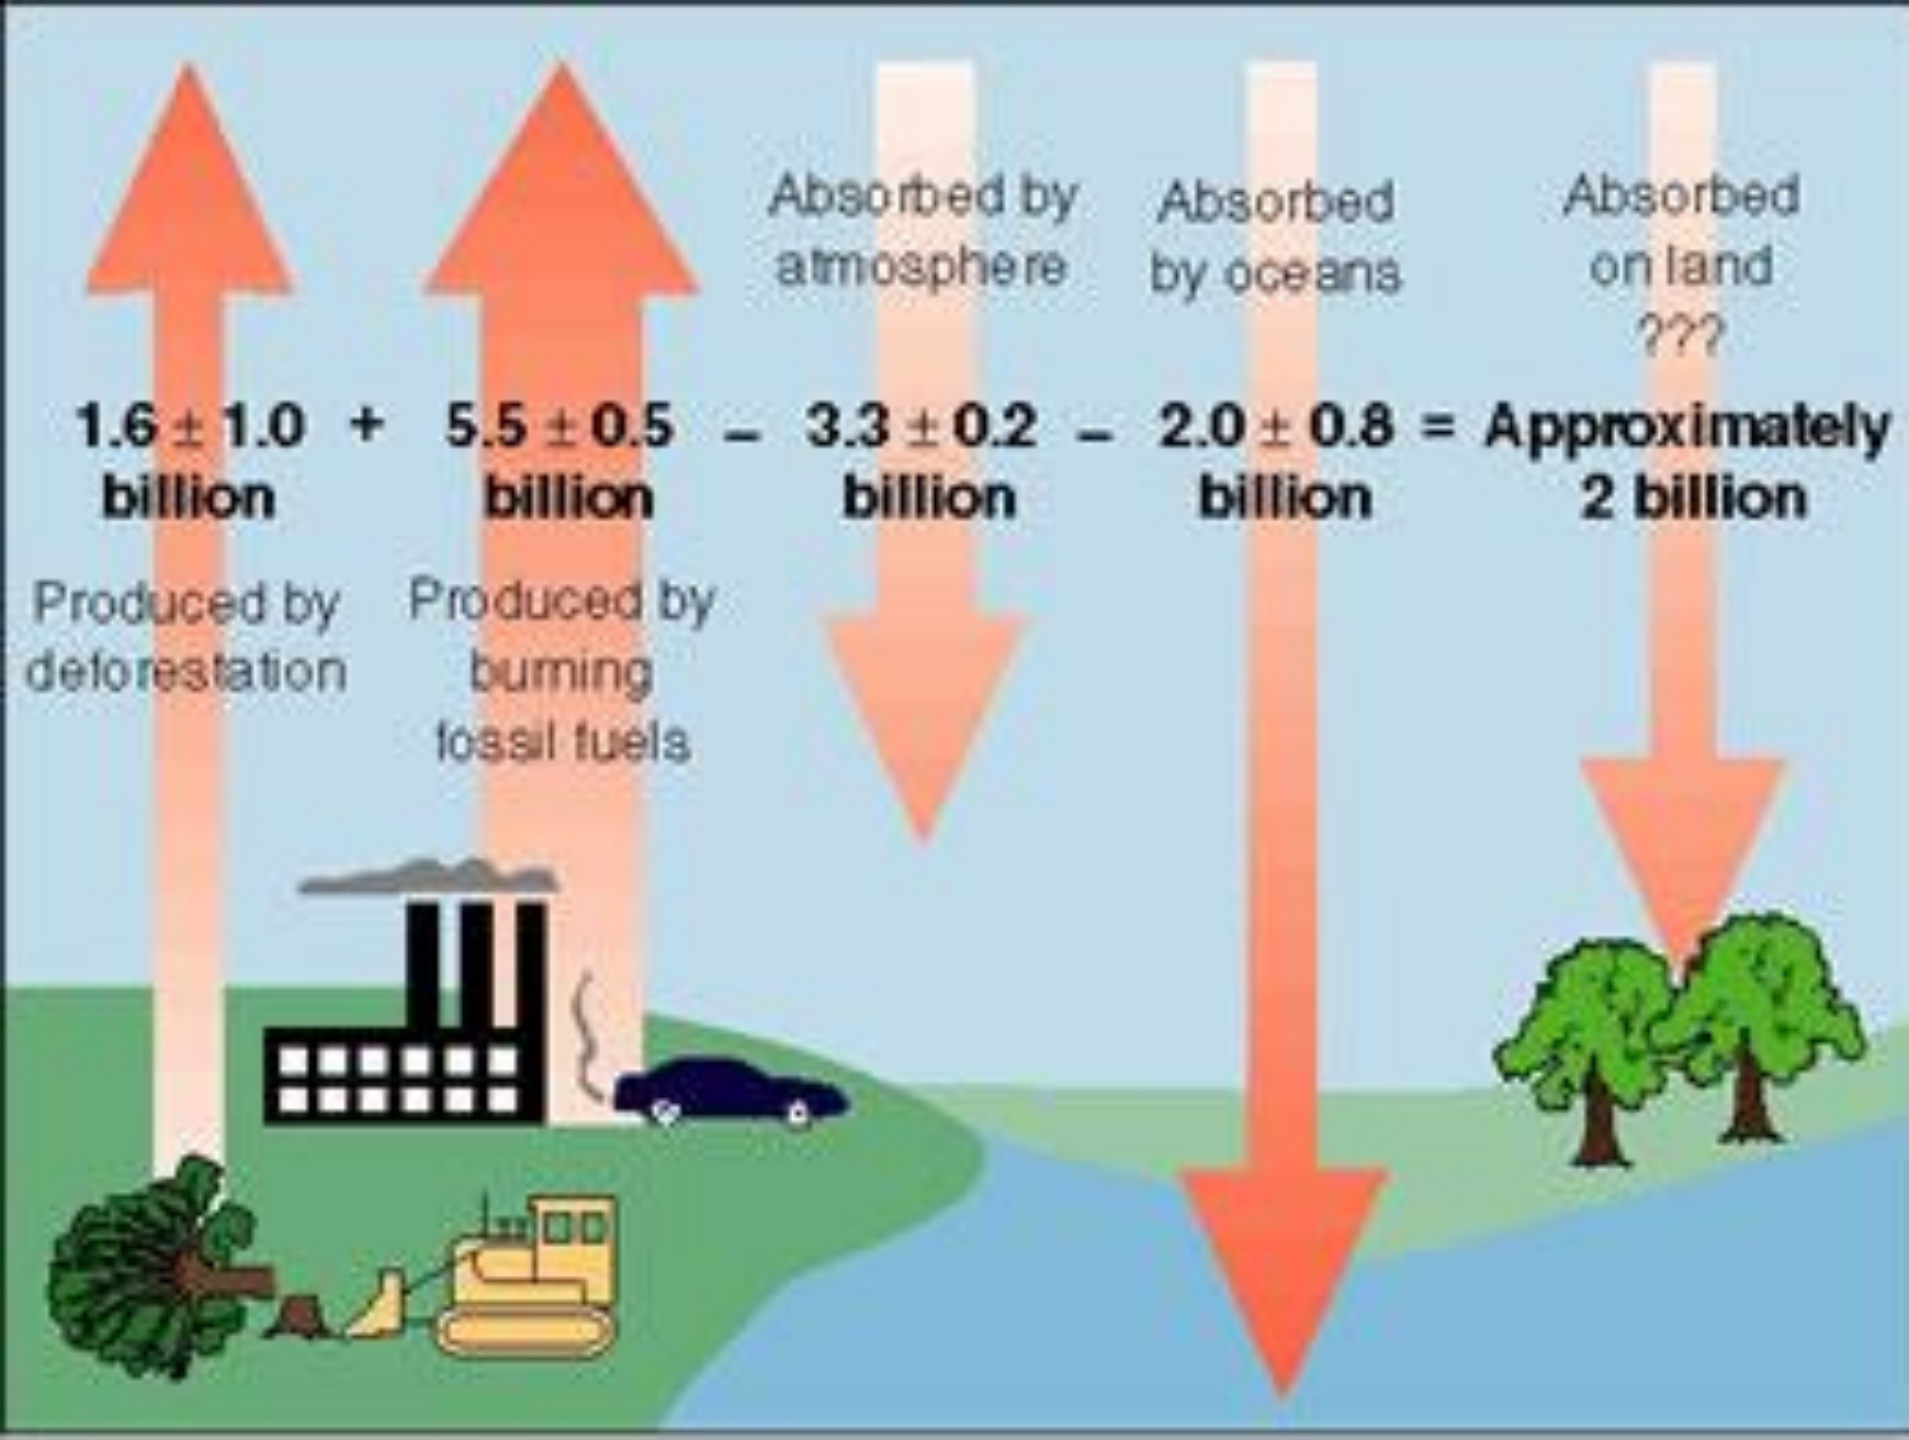 Absorbed by
atmosphere
Absorbed
by oceans
Absorbed
on land
???
1.6 ± 1.0 + 5.5 ± 0.5 – 3.3 ± 0.2 – 2.0 ± 0.8 = Approximately
billion billion billion billion 2 billion
Produced by
deforestation
Produced by
burning
fossil fuels